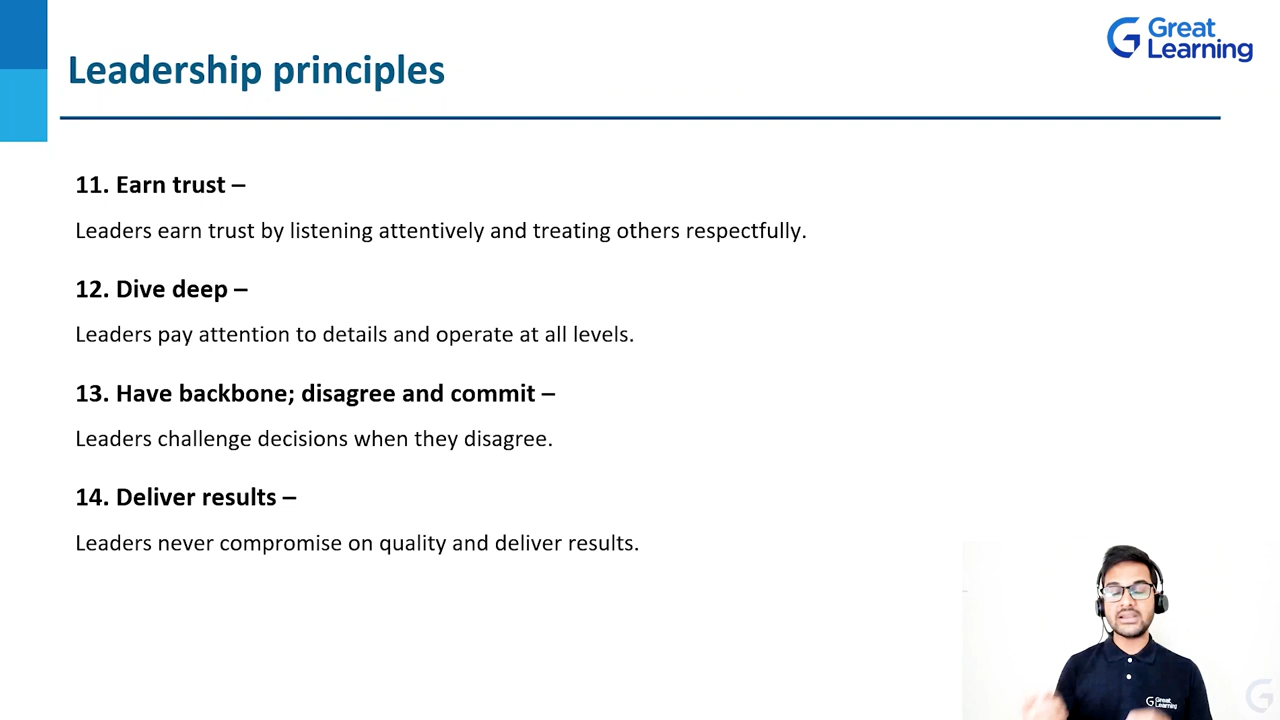 Great
Learning
Leadership principles
11. Earn trust –
Leaders earn trust by listening attentively and treating others respectfully.
12. Dive deep –
Leaders pay attention to details and operate at all levels.
13. Have backbone; disagree and commit –
Leaders challenge decisions when they disagree.
14. Deliver results –
Leaders never compromise on quality and deliver results.
Great
Learning